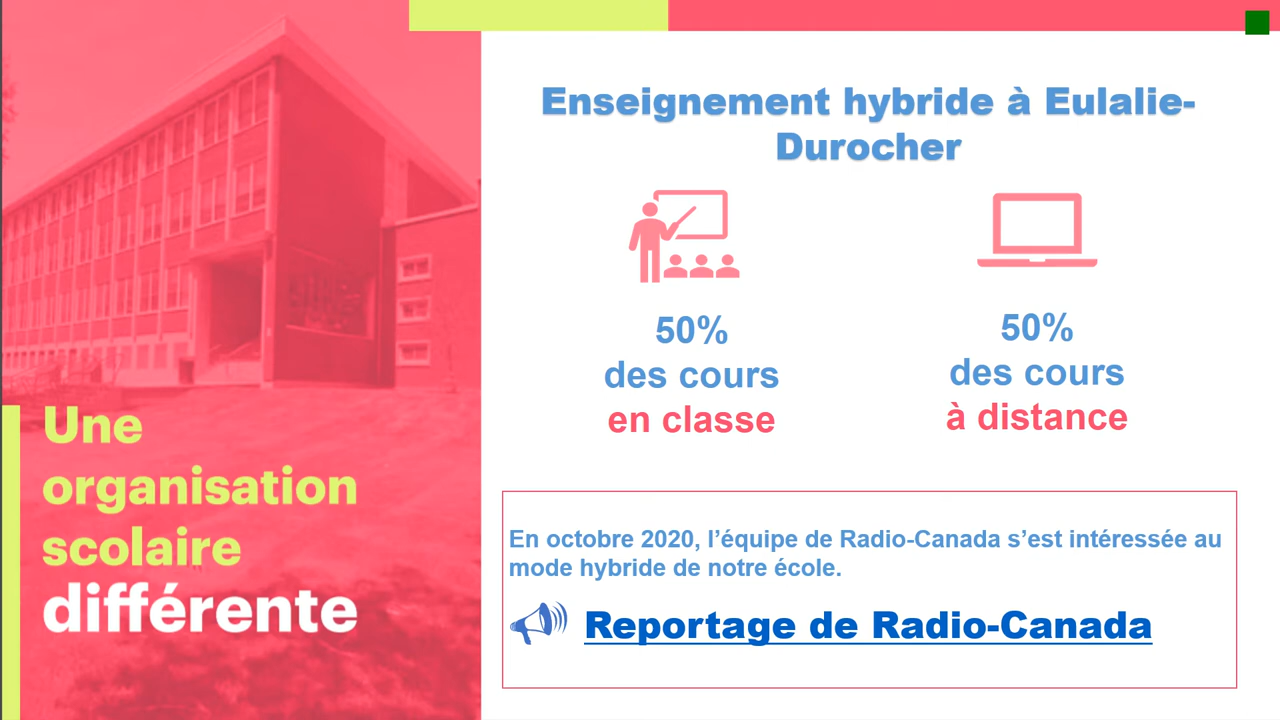 Une
organisation
scolaire
différente
Enseignement hybride à Eulalie-
Durocher
50%
des cours
en classe
50%
des cours
à distance
En octobre 2020, l’équipe de Radio-Canada s’est intéressée au
mode hybride de notre école.
Reportage de Radio-Canada